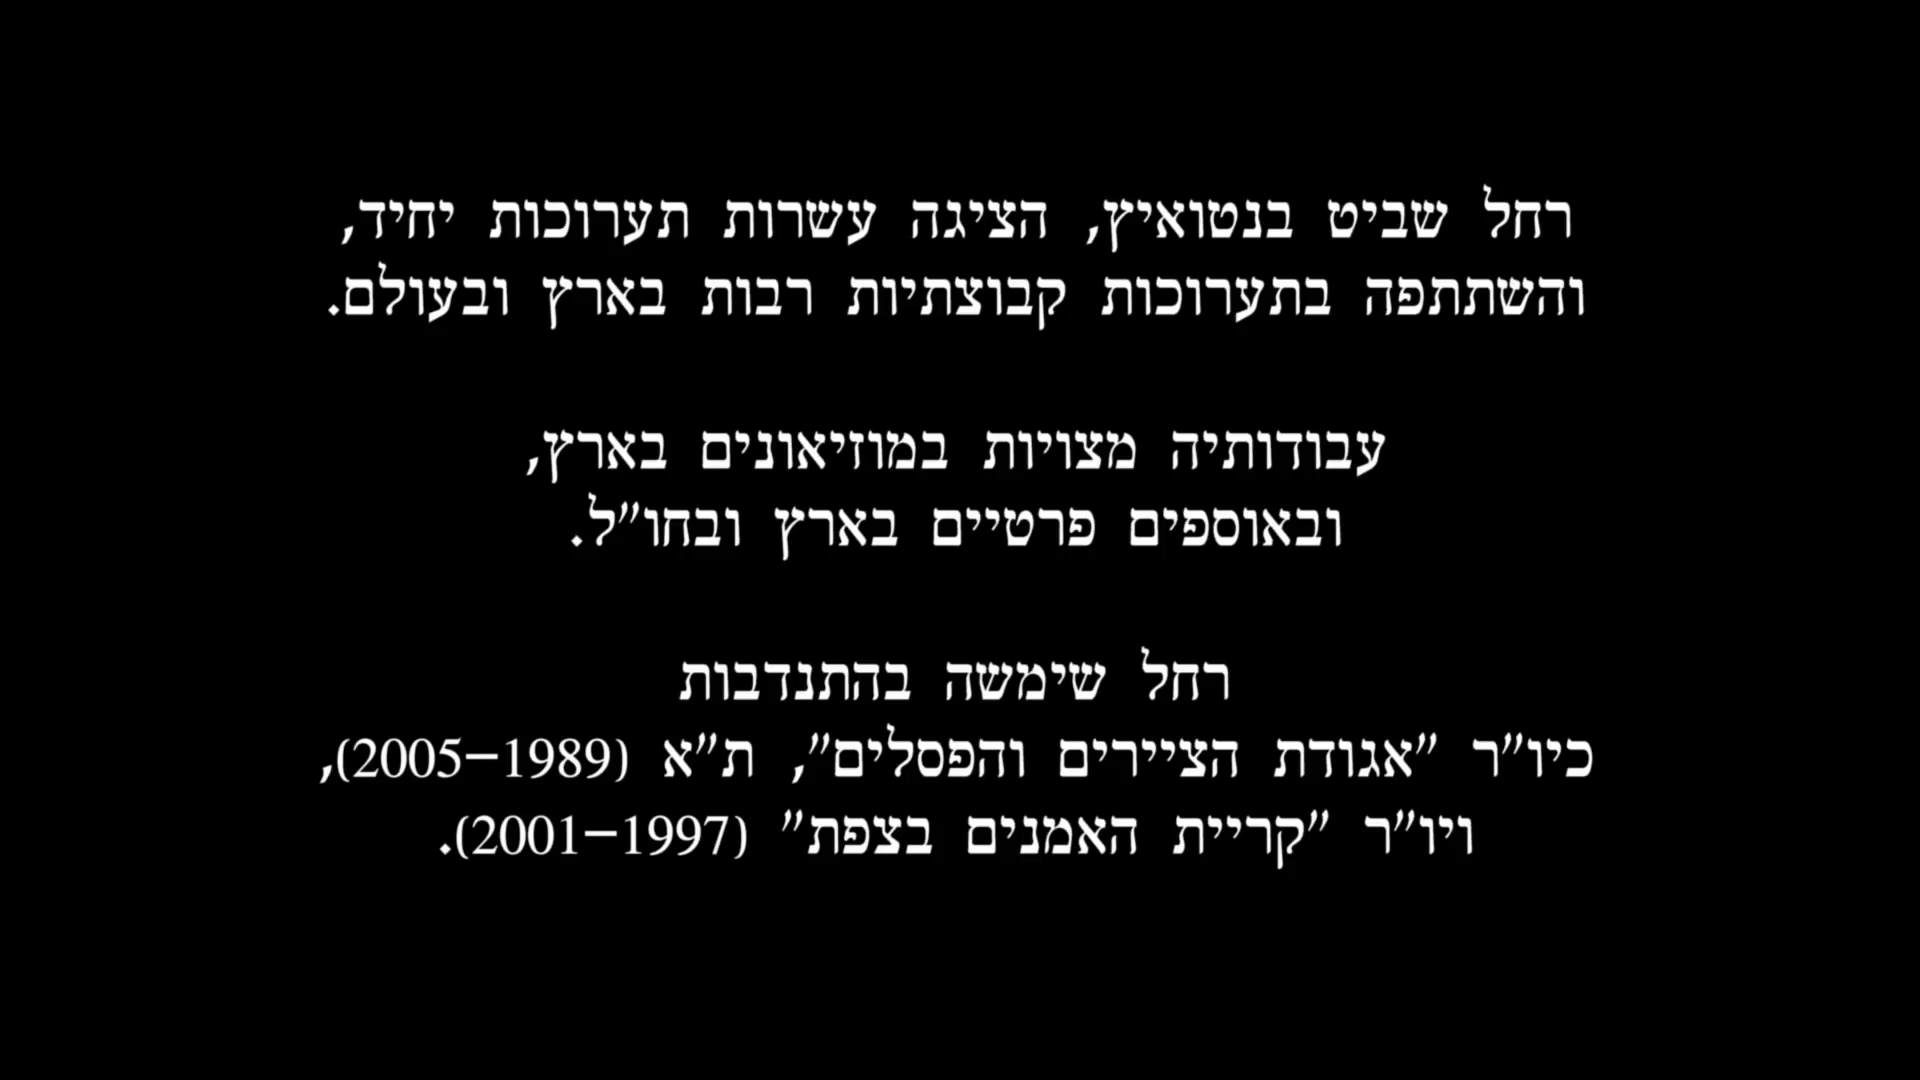 רחל שביט בנטואיץ, הציגה עשרות תערוכות יחיד,
והשתתפה בתערוכות קבוצתיות רבות בארץ ובעולם.
עבודותיה מצויות במוזיאונים בארץ,
ובאוספים פרטיים בארץ ובחו"ל.
רחל שימשה בהתנדבות
כיו"ר "אגודת הציירים והפסלים", ת"א (2005–1989),
ויו"ר "קריית האמנים בצפת" (2001–1997).